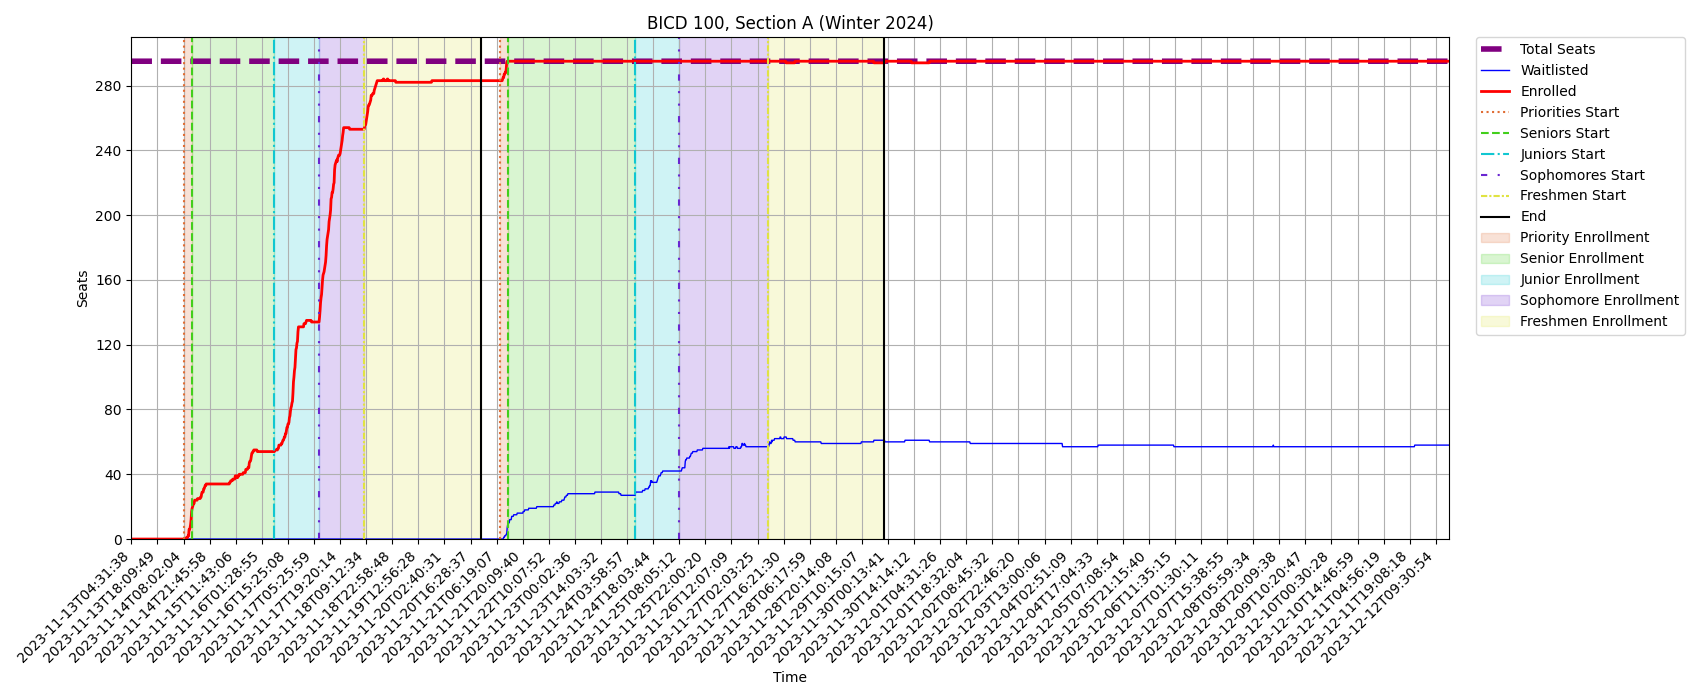 BICD 100, Section A (Winter 2024)
Seats
280
240
200
160
120
80
40
0
2023-11-13T04:31:38
2023-11-13T18:09:49
2023-11-14T08:02:04
2023-11-14T21:45:58
2023-11-15T11:43:06
2023-11-16T01:28:55
2023-11-16T15:25:08
2023-11-17T05:25:59
2023-11-17T19:20:14
2023-11-18T09:12:34
2023-11-18T22:58:48
2023-11-19T12:56:28
2023-11-20T02:40:31
2023-11-20T16:28:37
2023-11-21T06:19:07
2023-11-21T20:09:40
2023-11-22T10:07:52
2023-11-23T00:02:36
2023-11-23T14:03:32
2023-11-24T03:58:57
2023-11-24T18:03:44
2023-11-25T08:05:12
2023-11-25T22:00:20
2023-11-26T12:07:09
2023-11-27T02:03:25
2023-11-27T16:21:30
2023-11-28T06:17:59
2023-11-28T20:14:08
2023-11-29T10:15:07
2023-11-30T00:13:41
2023-11-30T14:14:12
2023-12-01T04:31:26
2023-12-01T18:32:04
2023-12-02T08:45:32
2023-12-02T22:46:20
2023-12-03T13:00:06
2023-12-04T02:51:09
2023-12-04T17:04:33
2023-12-05T07:08:54
2023-12-05T21:15:40
2023-12-06T11:35:15
2023-12-07T01:30:11
2023-12-07T15:38:55
2023-12-08T05:59:34
2023-12-08T20:09:38
2023-12-09T10:20:47
2023-12-10T00:30:28
2023-12-10T14:46:59
2023-12-11T04:56:19
2023-12-11T19:08:18
2023-12-12T09:30:54
Time
Total Seats
Waitlisted
Enrolled
Priorities Start
Seniors Start
Juniors Start
Sophomores Start
Freshmen Start
End
Priority Enrollment
Senior Enrollment
Junior Enrollment
Sophomore Enrollment
Freshmen Enrollment